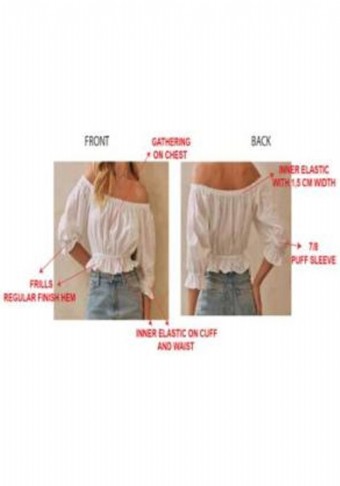 FRONT
BACK
GATHERING
ON CHEST
INNER ELASTIC
WITH 1,5 CM WIDTH
7/8
PUFF SLEEVE
FRILLS
REGULAR FINISH HEM
INNER ELASTIC ON CUFF
AND WAIST